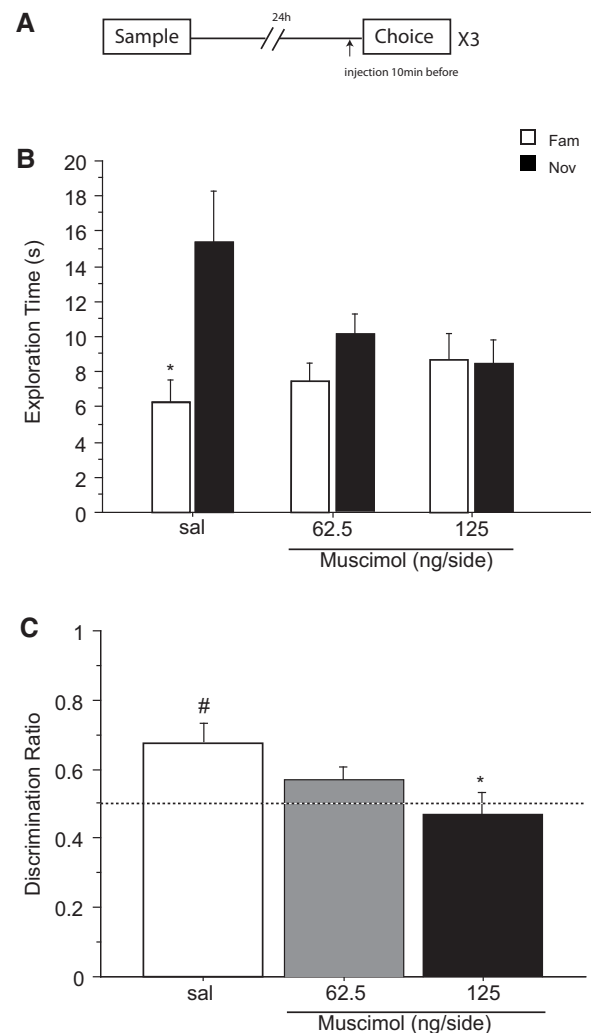 A
24h
Sample
Choice
X3
injection 10min before
Fam
Nov
B
20
18
16
14
12
10
8
6
4
2
0
Exploration Time (s)
*
sal
62.5
125
Muscimol (ng/side)
C
1
0.8
0.6
0.4
0.2
0
Discrimination Ratio
#
*
sal
62.5
125
Muscimol (ng/side)